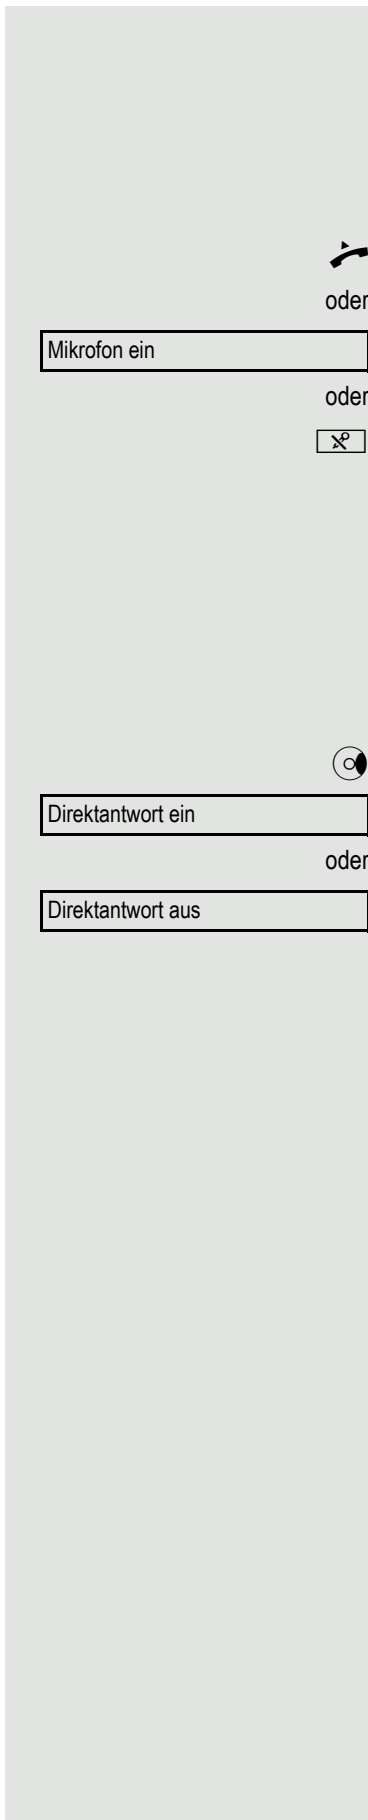 oder
Mikrofon ein
oder
Direktantwort ein
oder
Direktantwort aus